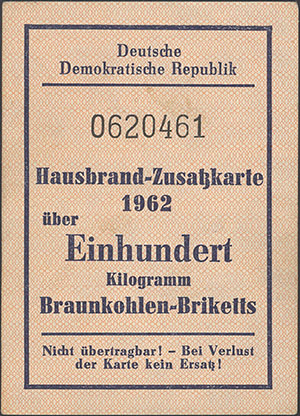 Deutsche
Demokratische Republik
0620461
Hausbrand-Zusatzkarte
1962
über
Einhundert
Kilogramm
Braunkohlen-Briketts
Nicht übertragbar! – Bei Verlust
der Karte kein Ersatz!